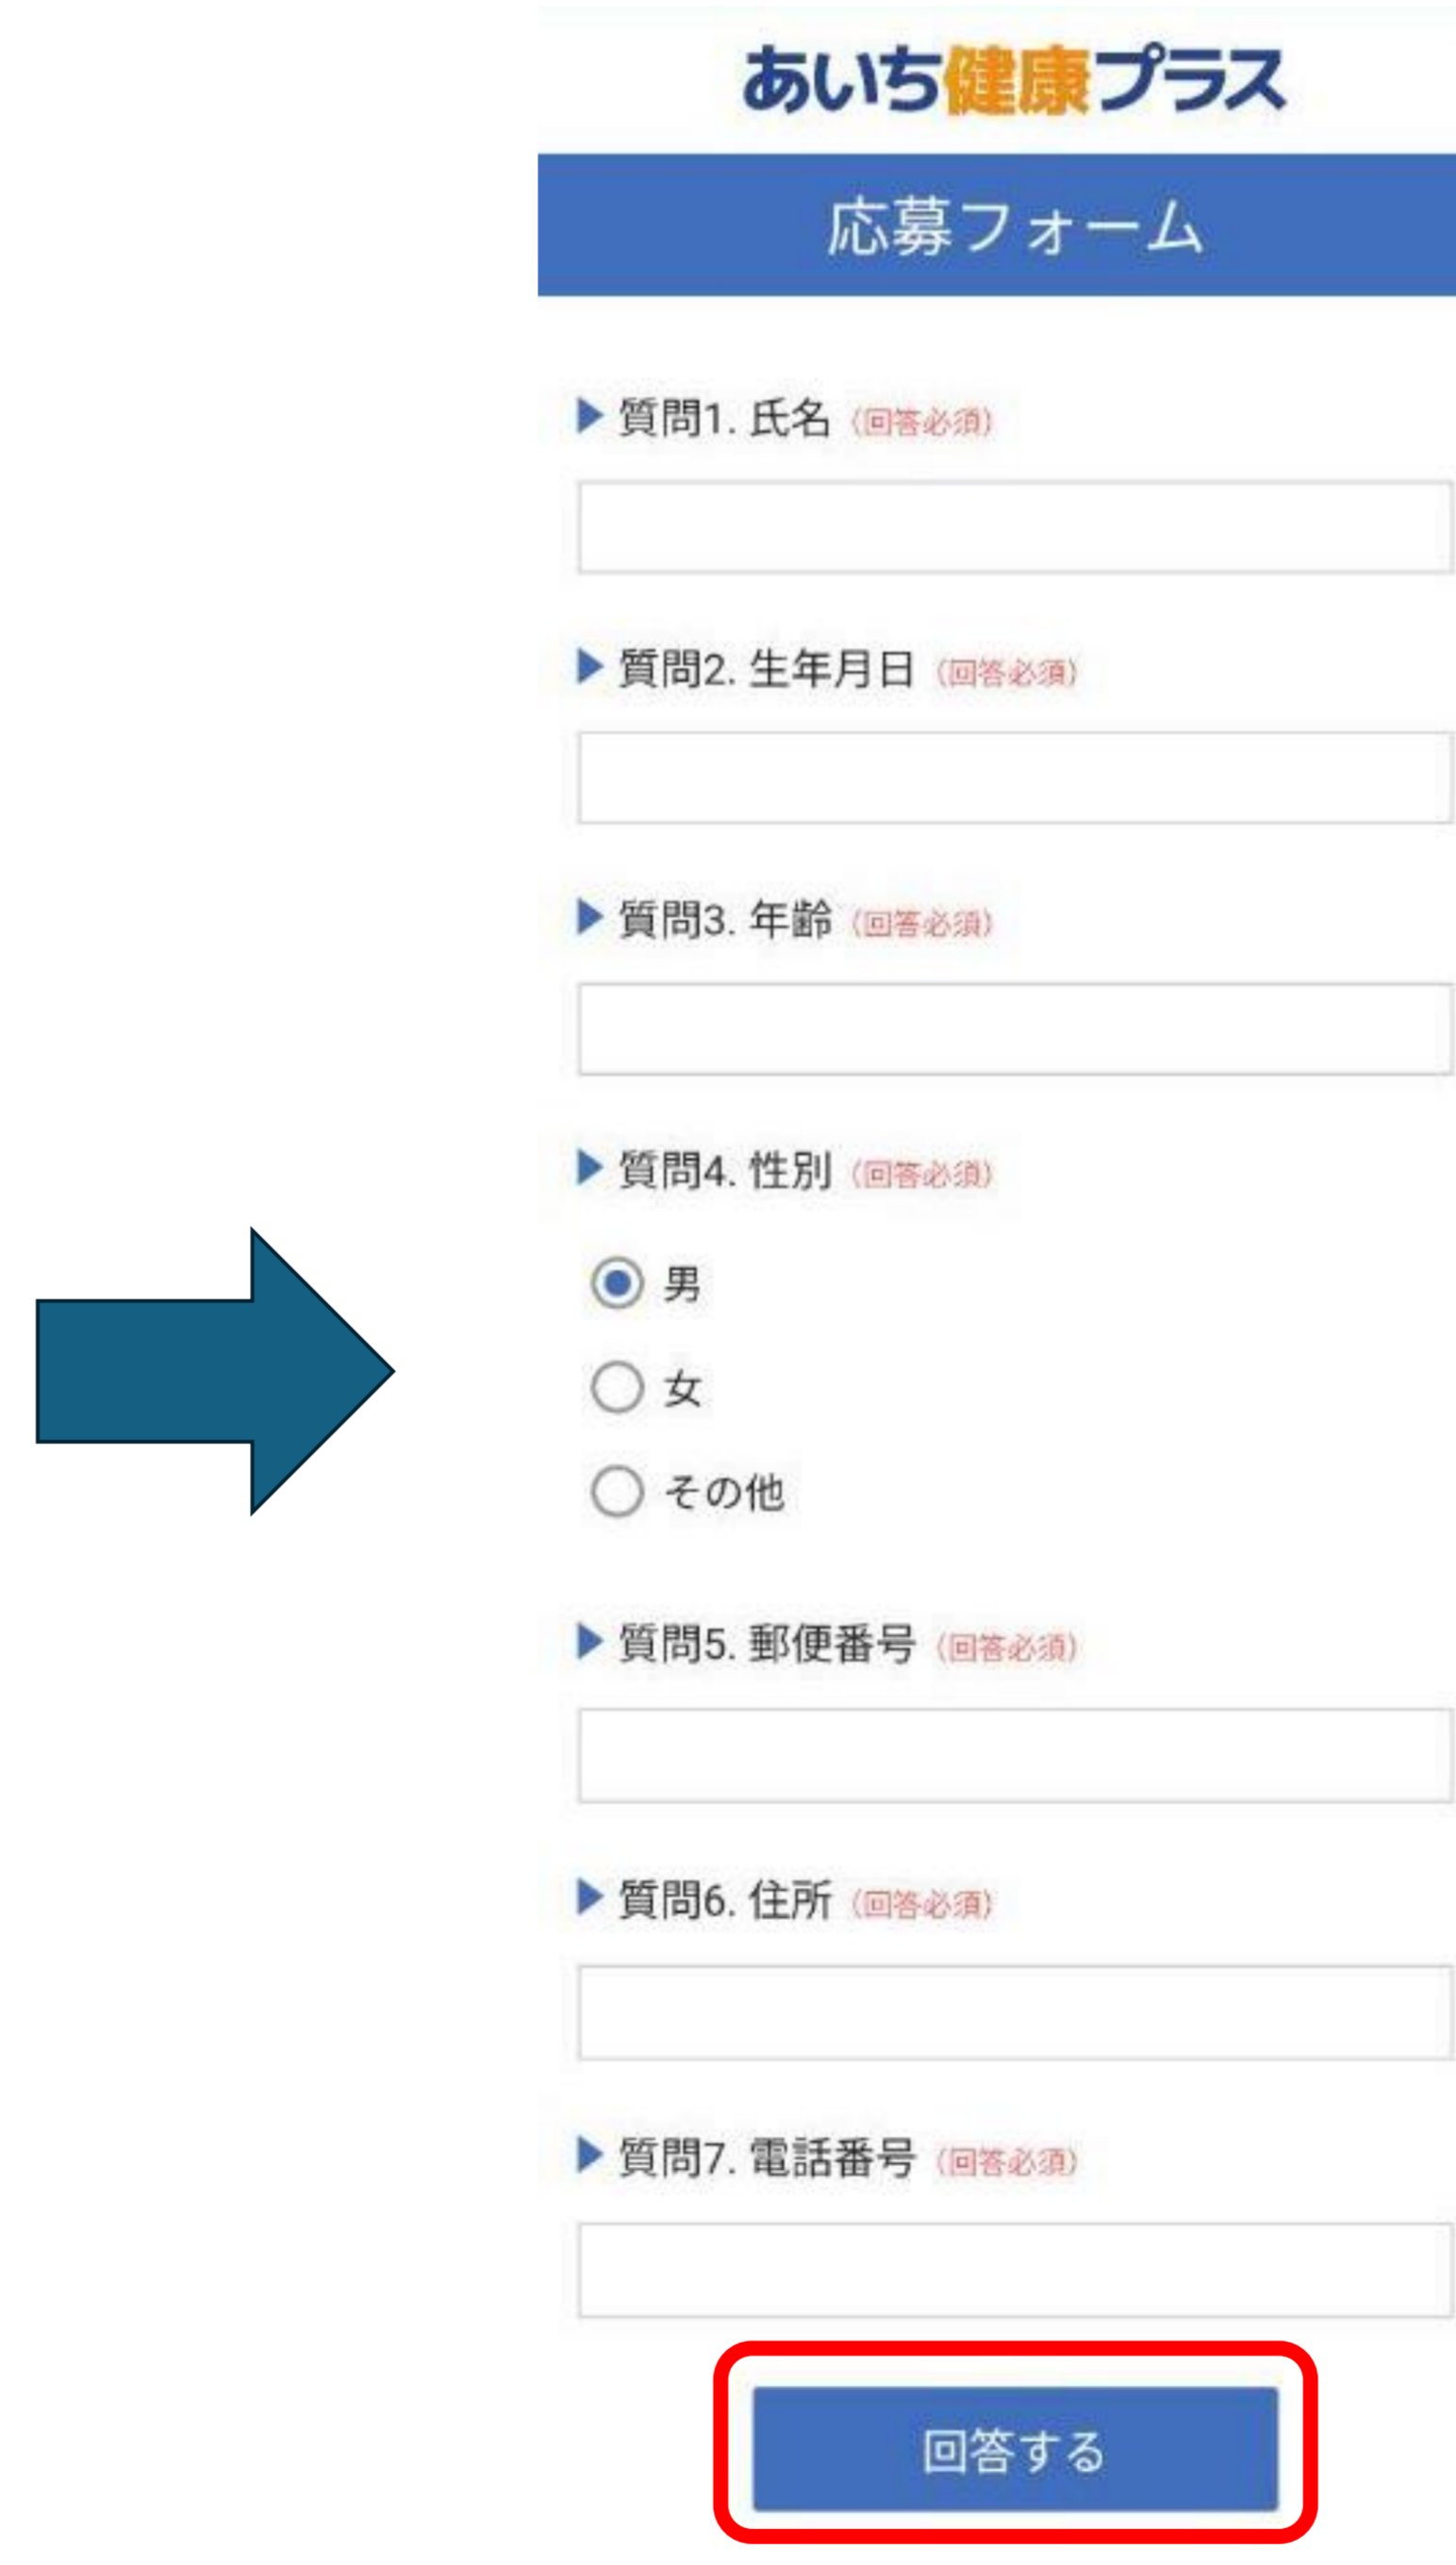 あいち健康プラス
応募フォーム
▶質問1. 氏名 (回答必須)
▶質問2. 生年月日 (回答必須)
▶質問3. 年齢 (回答必須)
▶質問4. 性別 (回答必須)
男
女
その他
▶質問5. 郵便番号 (回答必須)
▶質問6. 住所 (回答必須)
▶質問7. 電話番号 (回答必須)
回答する